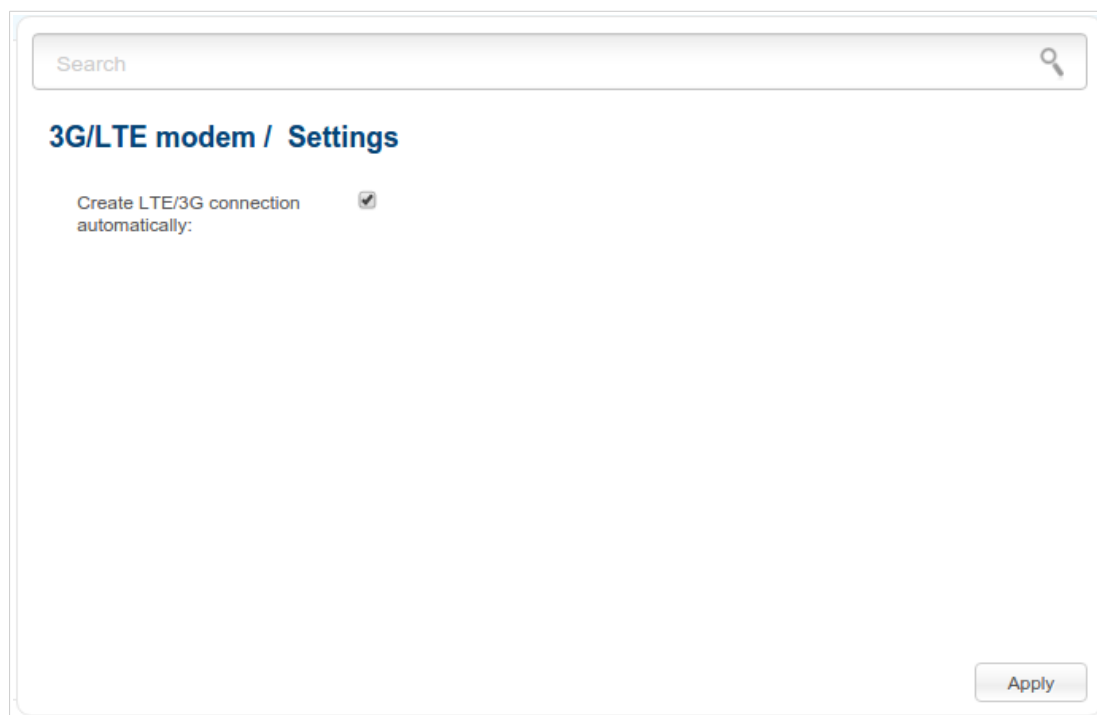 Search
3G/LTE modem / Settings
Create LTE/3G connection
automatically:
Apply